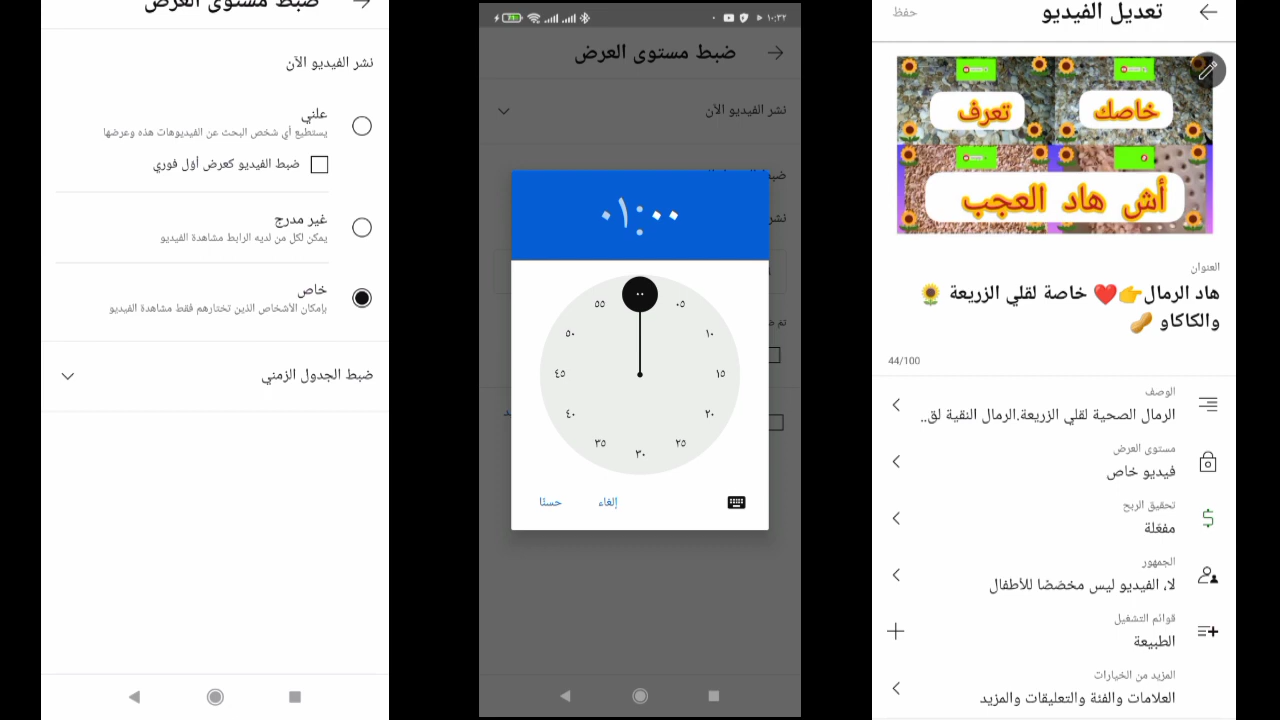 ضبط مستوى العرض
نشر الفيديو الآن
علني
يستطيع أي شخص البحث عن الفيديوهات هذه وعرضها
ضبط الفيديو كعرض أوّل فوري
غير مدرج
يمكن لكل من لديه الرابط مشاهدة الفيديو
خاص
بإمكان الأشخاص الذين تختارهم فقط مشاهدة الفيديو
ضبط الجدول الزمني
١٠:٣٢
ضبط مستوى العرض
نشر الفيديو الآن
٠١:٠٠
٠٠
٠٥
١٠
١٥
٢٠
٢٥
٣٠
٣٥
٤٠
٤٥
٥٠
٥٥
إلغاء
حسنًا
تعديل الفيديو
حفظ
خاصك
تعرف
أش هاد العجب
العنوان
هاد الرمال👉❤️ خاصة لقلي الزريعة 🌻
والكاكاو 🥜
44/100
الوصف
الرمال الصحية لقلي الزريعة.الرمال النقية لق..
مستوى العرض
فيديو خاص
تحقيق الربح
مفعّلة
الجمهور
لا، الفيديو ليس مخصّصًا للأطفال
قوائم التشغيل
الطبيعة
المزيد من الخيارات
العلامات والفئة والتعليقات والمزيد